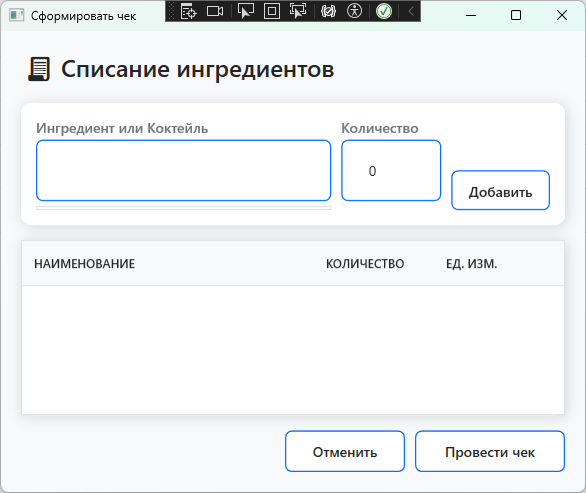 Сформировать чек
Списание ингредиентов
Ингредиент или Коктейль
Количество
0
Добавить
НАИМЕНОВАНИЕ
КОЛИЧЕСТВО
ЕД. ИЗМ.
Отменить
Провести чек